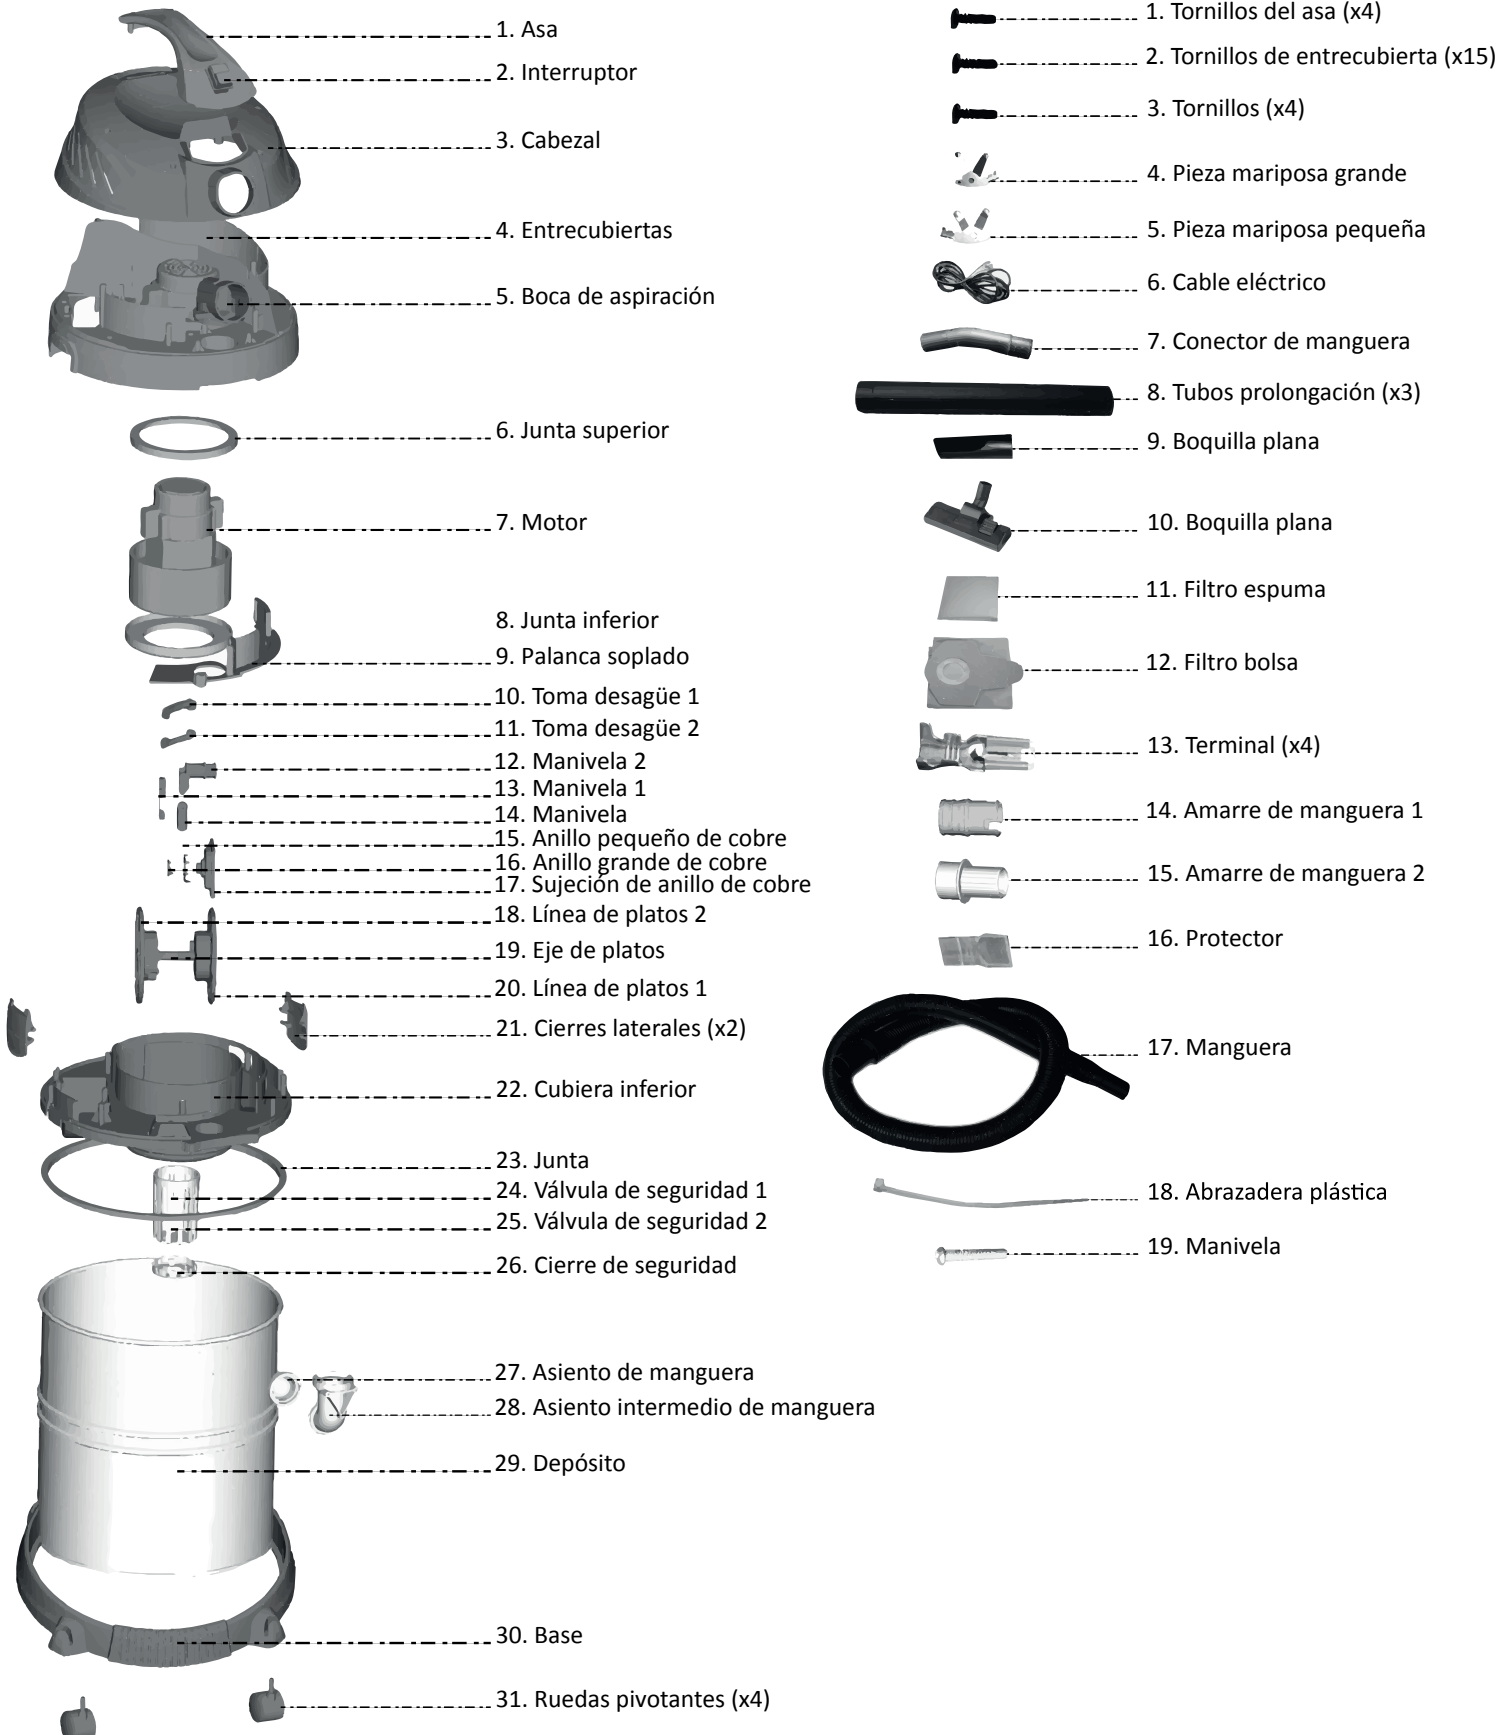 1. Asa
2. Interruptor
3. Cabezal
4. Entrecubiertas
5. Boca de aspiración
6. Junta superior
7. Motor
8. Junta inferior
9. Palanca soplado
10. Toma desagüe 1
11. Toma desagüe 2
12. Manivela 2
13. Manivela 1
14. Manivela
15. Anillo pequeño de cobre
16. Anillo grande de cobre
17. Sujeción de anillo de cobre
18. Línea de platos 2
19. Eje de platos
20. Línea de platos 1
21. Cierres laterales (x2)
22. Cubiera inferior
23. Junta
24. Válvula de seguridad 1
25. Válvula de seguridad 2
26. Cierre de seguridad
27. Asiento de manguera
28. Asiento intermedio de manguera
29. Depósito
30. Base
31. Ruedas pivotantes (x4)
1. Tornillos del asa (x4)
2. Tornillos de entrecubierta (x15)
3. Tornillos (x4)
4. Pieza mariposa grande
5. Pieza mariposa pequeña
6. Cable eléctrico
7. Conector de manguera
8. Tubos prolongación (x3)
9. Boquilla plana
10. Boquilla plana
11. Filtro espuma
12. Filtro bolsa
13. Terminal (x4)
14. Amarre de manguera 1
15. Amarre de manguera 2
16. Protector
17. Manguera
18. Abrazadera plástica
19. Manivela